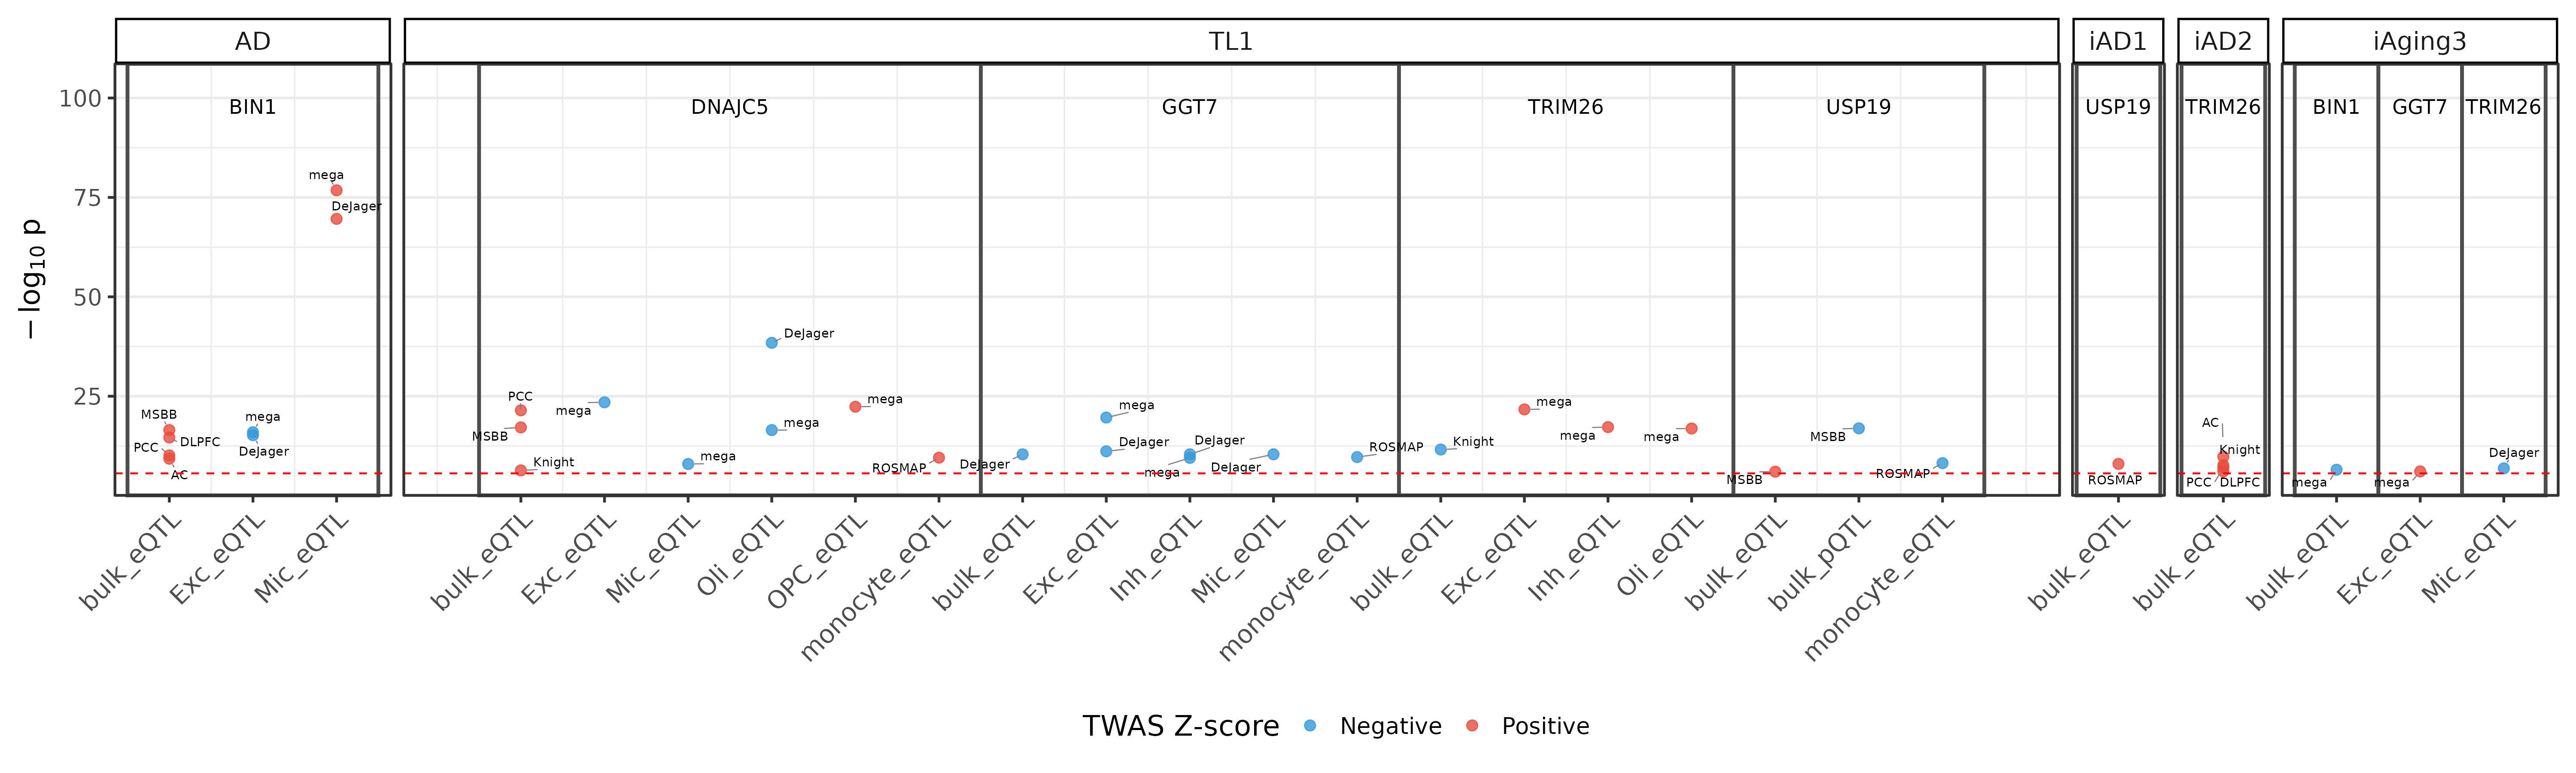 AD
TL1
iAD1
iAD2
iAging3
BIN1
DNAJC5
GGT7
TRIM26
USP19
USP19
TRIM26
BIN1
GGT7
TRIM26
100
75
50
25
− log10 p
mega
DeJager
MSBB
DLPFC
PCC
AC
mega
DeJager
PCC
MSBB
Knight
mega
mega
DeJager
mega
mega
ROSMAP
DeJager
mega
DeJager
DeJager
mega
DeJager
ROSMAP
Knight
mega
mega
mega
MSBB
MSBB
ROSMAP
ROSMAP
AC
Knight
PCC
DLPFC
mega
mega
DeJager
bulk_eQTL
Exc_eQTL
Mic_eQTL
bulk_eQTL
Exc_eQTL
Mic_eQTL
Oli_eQTL
OPC_eQTL
monocyte_eQTL
bulk_eQTL
Exc_eQTL
Inh_eQTL
Mic_eQTL
monocyte_eQTL
bulk_eQTL
Exc_eQTL
Inh_eQTL
Oli_eQTL
bulk_eQTL
bulk_pQTL
monocyte_eQTL
bulk_eQTL
bulk_eQTL
bulk_eQTL
Exc_eQTL
Mic_eQTL
TWAS Z-score
Negative
Positive